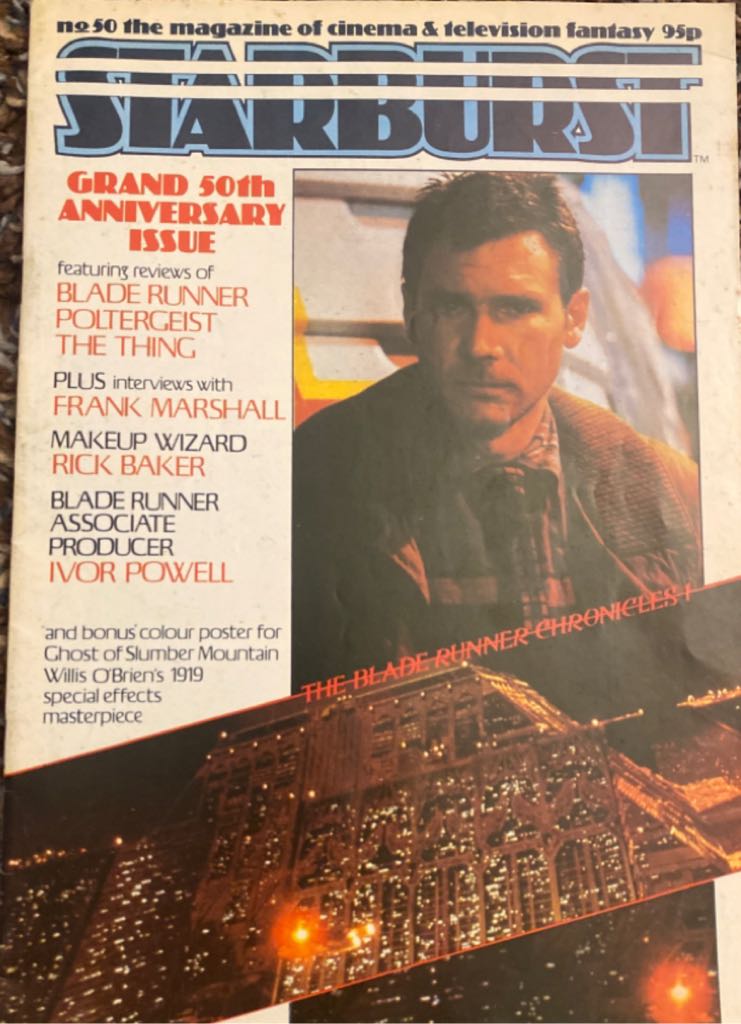 no50 the magazine of cinema & television fantasy 95p
STARBURST
TM
GRAND 50th
ANNIVERSARY
ISSUE
featuring reviews of
BLADE RUNNER
POLTERGEIST
THE THING
PLUS interviews with
FRANK MARSHALL
MAKEUP WIZARD
RICK BAKER
BLADE RUNNER
ASSOCIATE
PRODUCER
IVOR POWELL
and bonus colour poster for
Ghost of Slumber Mountain
Willis O'Brien's 1919
special effects
masterpiece
THE BLADE RUNNER CHRONICLES 1